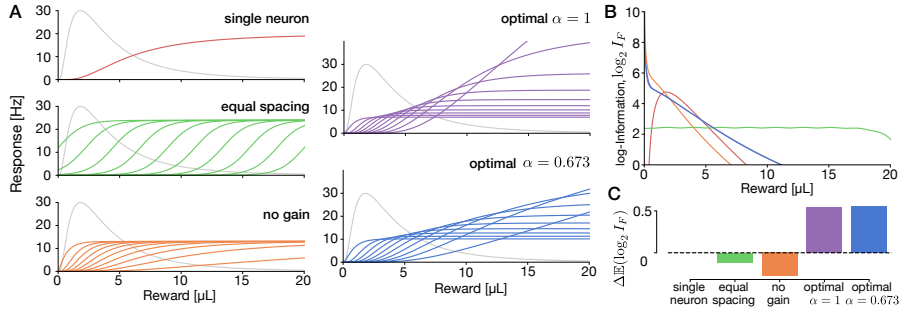 A
single neuron
30
20
10
0
equal spacing
30
20
10
0
no gain
30
20
10
0
0 5 10 15 20
Reward [µL]
Response [Hz]
optimal α = 1
40
30
20
10
0
optimal α = 0.673
40
30
20
10
0
0 5 10 15 20
Reward [µL]
B
10
8
6
4
2
0
0 5 10 15 20
log-Information, log₂ I_F
Reward [µL]
C
0.5
0
ΔE(log₂ I_F)
single neuron
equal spacing
no gain
optimal α = 1
optimal α = 0.673